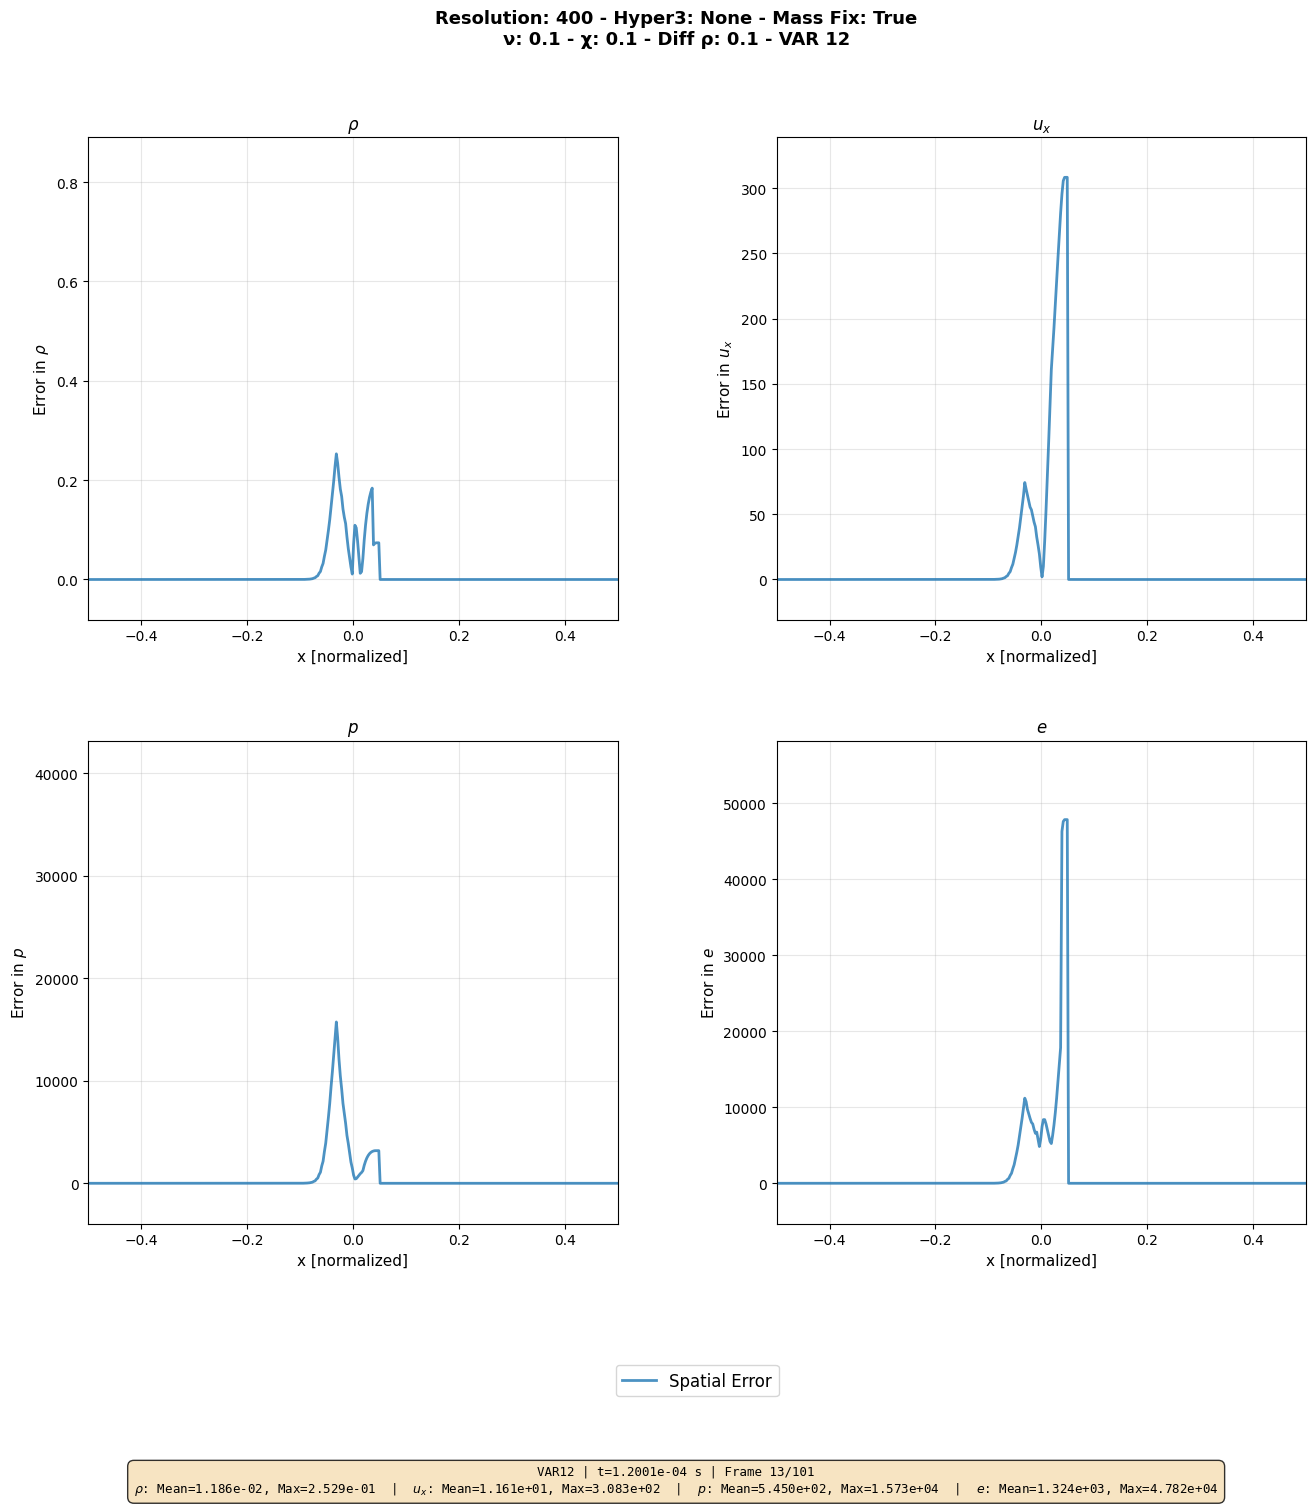 Resolution: 400 - Hyper3: None - Mass Fix: True
ν: 0.1 - χ: 0.1 - Diff ρ: 0.1 - VAR 12
ρ
0.8
0.6
0.4
0.2
0.0
Error in ρ
−0.4 −0.2 0.0 0.2 0.4
x [normalized]
u_x
300
250
200
150
100
50
0
Error in u_x
−0.4 −0.2 0.0 0.2 0.4
x [normalized]
p
40000
30000
20000
10000
0
Error in p
−0.4 −0.2 0.0 0.2 0.4
x [normalized]
e
50000
40000
30000
20000
10000
0
Error in e
−0.4 −0.2 0.0 0.2 0.4
x [normalized]
Spatial Error
VAR12 | t=1.2001e-04 s | Frame 13/101
ρ: Mean=1.186e-02, Max=2.529e-01 | u_x: Mean=1.161e+01, Max=3.083e+02 | p: Mean=5.450e+02, Max=1.573e+04 | e: Mean=1.324e+03, Max=4.782e+04